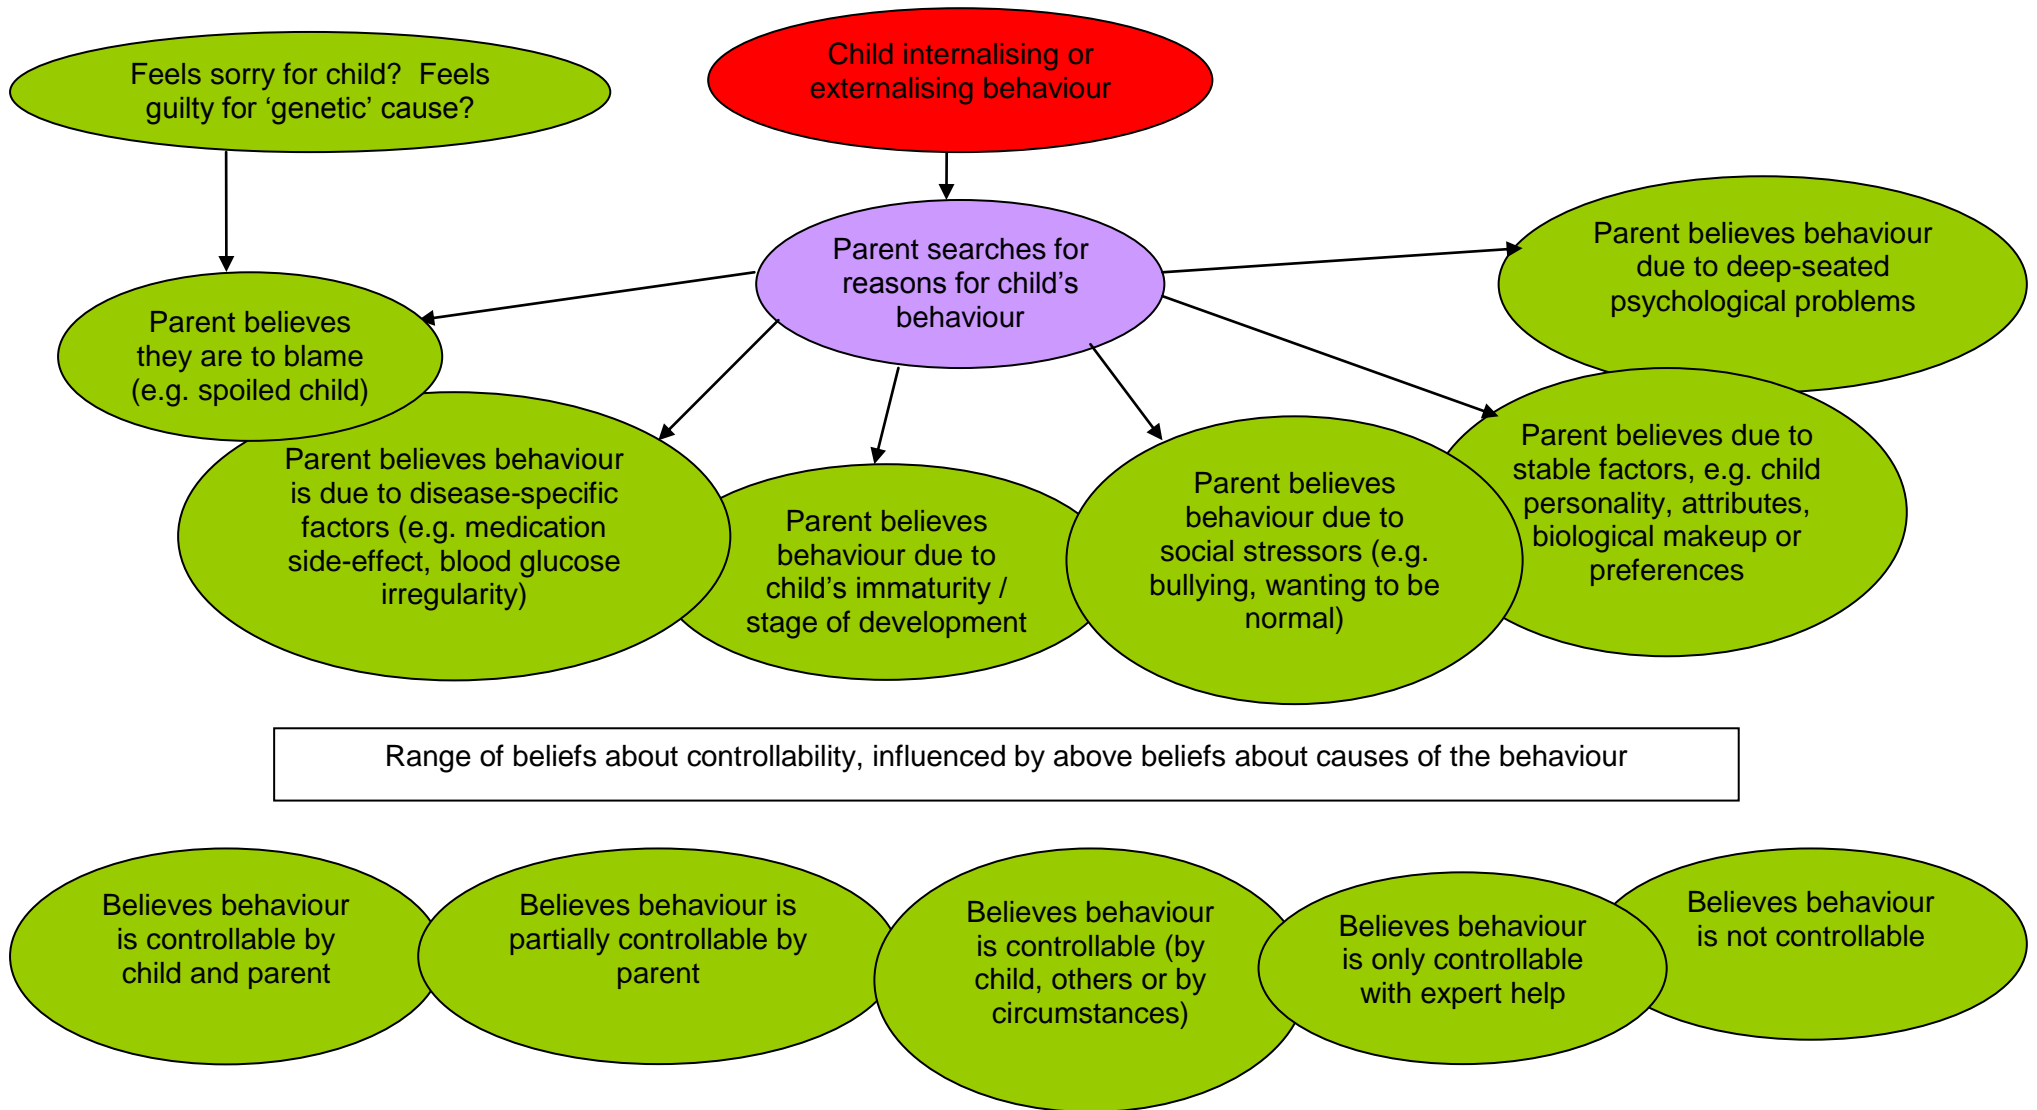 Feels sorry for child?  Feels
guilty for ‘genetic’ cause?
Child internalising or
externalising behaviour
Parent searches for
reasons for child’s
behaviour
Parent believes behaviour
due to deep-seated
psychological problems
Parent believes
they are to blame
(e.g. spoiled child)
Parent believes behaviour
is due to disease-specific
factors (e.g. medication
side-effect, blood glucose
irregularity)
Parent believes
behaviour due to
child’s immaturity /
stage of development
Parent believes
behaviour due to
social stressors (e.g.
bullying, wanting to be
normal)
Parent believes due to
stable factors, e.g. child
personality, attributes,
biological makeup or
preferences
Range of beliefs about controllability, influenced by above beliefs about causes of the behaviour
Believes behaviour
is controllable by
child and parent
Believes behaviour is
partially controllable by
parent
Believes behaviour
is controllable (by
child, others or by
circumstances)
Believes behaviour
is only controllable
with expert help
Believes behaviour
is not controllable